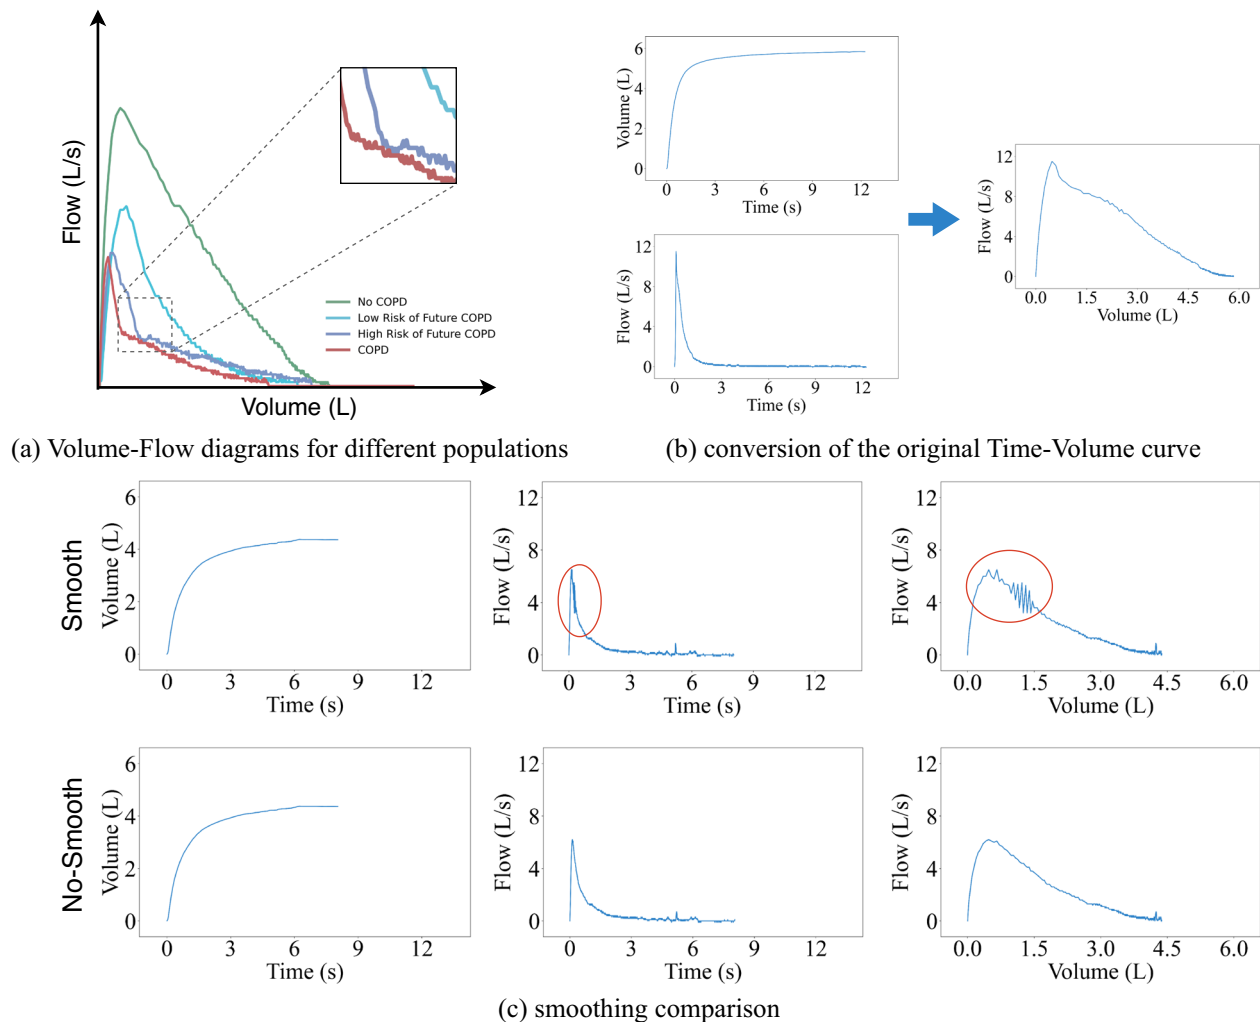 Flow (L/s)
No COPD
Low Risk of Future COPD
High Risk of Future COPD
COPD
Volume (L)
(a) Volume-Flow diagrams for different populations
Volume (L)
6
4
2
0
0 3 6 9 12
Time (s)
Flow (L/s)
12
8
4
0
0 3 6 9 12
Time (s)
Flow (L/s)
12
8
4
0
0.0 1.5 3.0 4.5 6.0
Volume (L)
(b) conversion of the original Time-Volume curve
Smooth
Volume (L)
6
4
2
0
0 3 6 9 12
Time (s)
Flow (L/s)
12
8
4
0
0 3 6 9 12
Time (s)
Flow (L/s)
12
8
4
0
0.0 1.5 3.0 4.5 6.0
Volume (L)
No-Smooth
Volume (L)
6
4
2
0
0 3 6 9 12
Time (s)
Flow (L/s)
12
8
4
0
0 3 6 9 12
Time (s)
Flow (L/s)
12
8
4
0
0.0 1.5 3.0 4.5 6.0
Volume (L)
(c) smoothing comparison